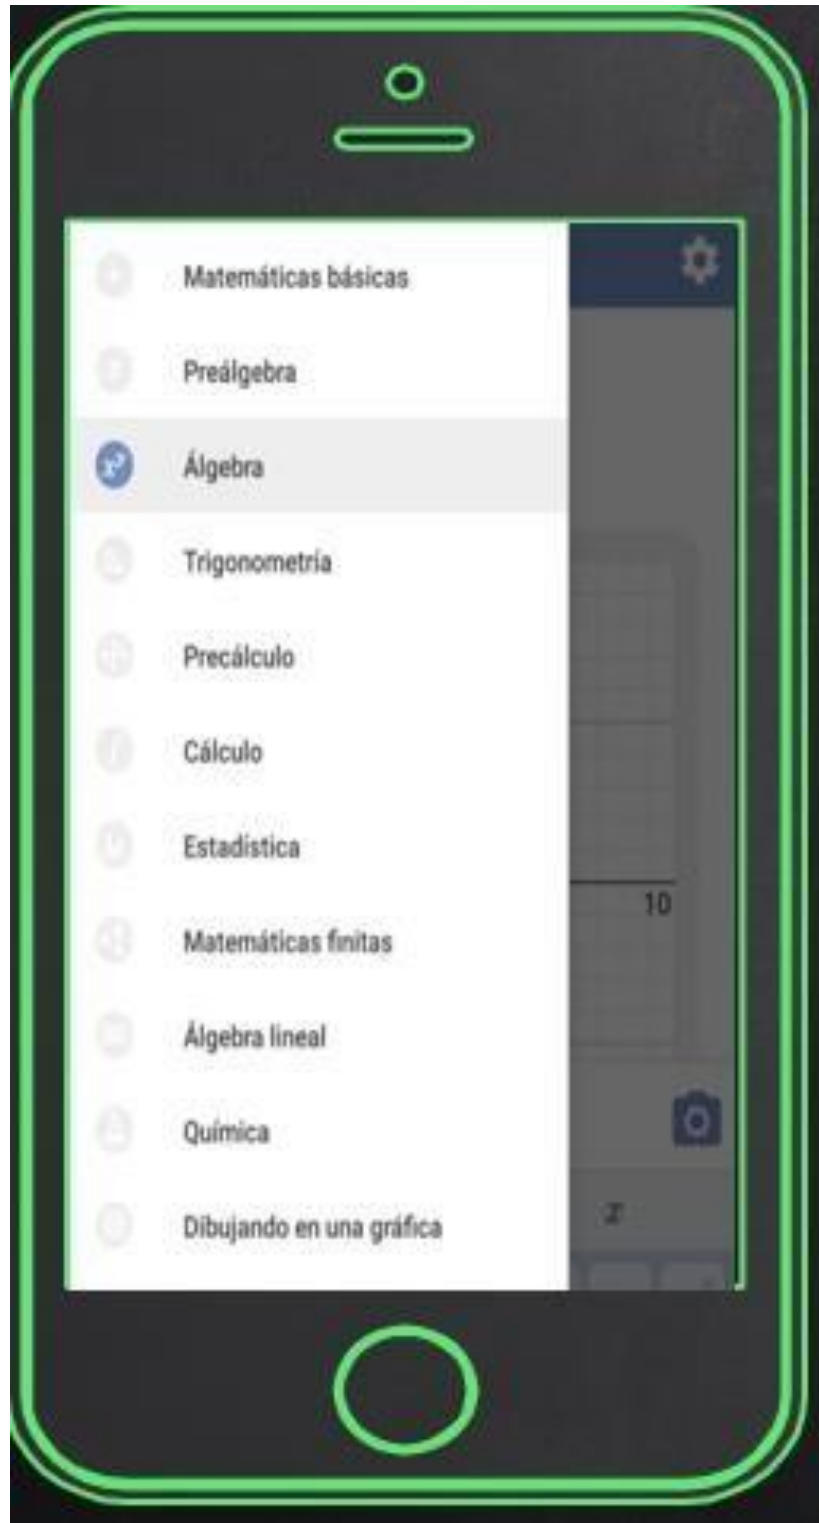 Matemáticas básicas
Preálgebra
Álgebra
Trigonometría
Precálculo
Cálculo
Estadística
10
Matemáticas finitas
Álgebra lineal
Química
Dibujando en una gráfica
x